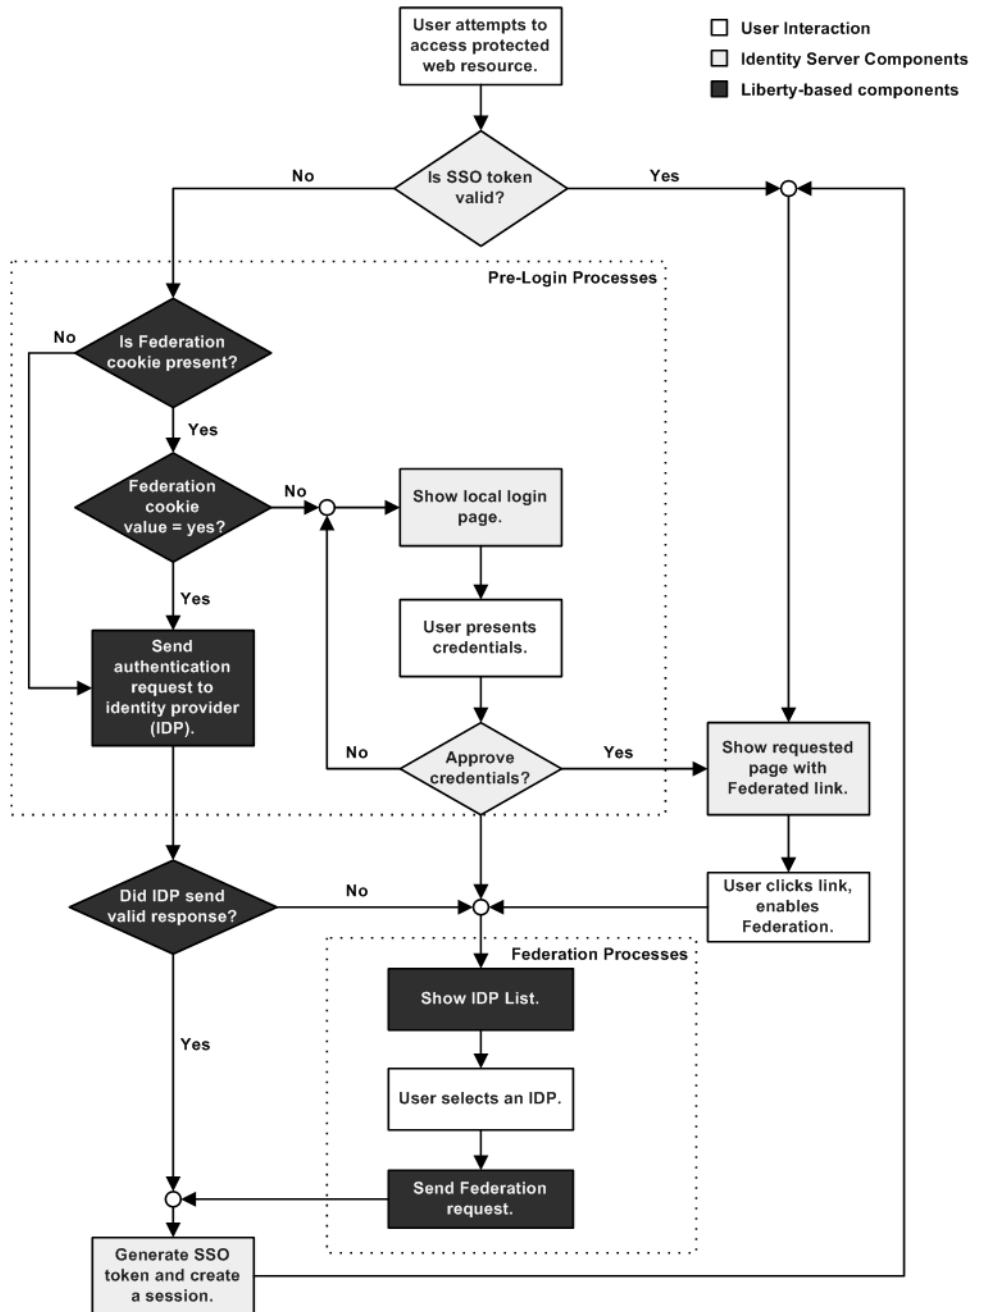 User attempts to
access protected
web resource.
User Interaction
Identity Server Components
Liberty-based components
No
Is SSO token
valid?
Yes
Pre-Login Processes
No
Is Federation
cookie present?
Yes
Federation
cookie
value = yes?
No
Show local login
page.
Yes
User presents
credentials.
Send
authentication
request to
identity provider
(IDP).
No
Approve
credentials?
Yes
Show requested
page with
Federated link.
Did IDP send
valid response?
No
User clicks link,
enables
Federation.
Federation Processes
Show IDP List.
Yes
User selects an IDP.
Send Federation
request.
Generate SSO
token and create
a session.